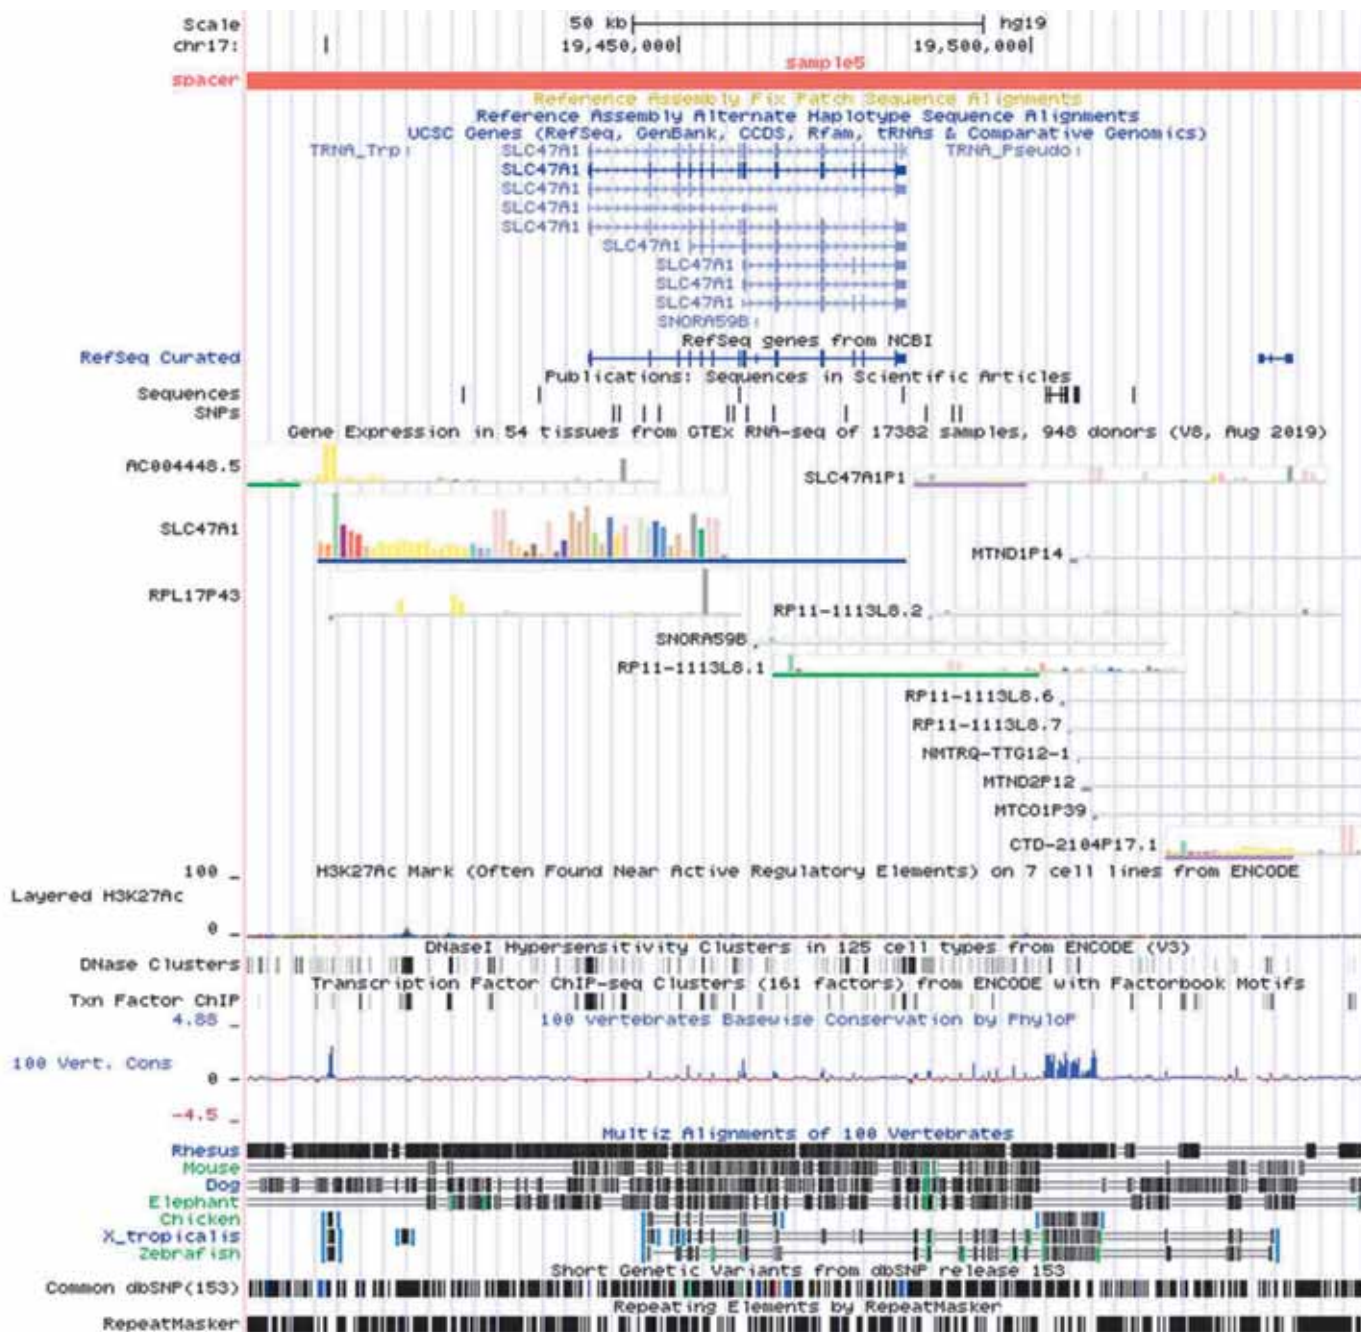 Scale 50 kb hg19
chr17: 19,450,000 19,500,000
sample5
spacer
Reference Assembly Fix Patch Sequence Alignments
Reference Assembly Alternate Haplotype Sequence Alignments
UCSC Genes (RefSeq, GenBank, CCDS, Rfam, tRNAs & Comparative Genomics)
TRNA_Trp SLC47A1 TRNA_Pseudo
SLC47A1
SLC47A1
SLC47A1
SLC47A1
SLC47A1
SLC47A1
SLC47A1
SLC47A1
SNORA59B
RefSeq genes from NCBI
RefSeq Curated
Publications: Sequences in Scientific Articles
Sequences
SNPs
Gene Expression in 54 tissues from GTEx RNA-seq of 17382 samples, 948 donors (V8, Aug 2019)
AC004448.5
SLC47A1P1
SLC47A1
MTND1P14
RPL17P43
RP11-1113L8.2
SNORA59B
RP11-1113L8.1
RP11-1113L8.6
RP11-1113L8.7
NMTRQ-TTG12-1
MTND2P12
MTCO1P39
CTD-2104P17.1
100 _ H3K27Ac Mark (Often Found Near Active Regulatory Elements) on 7 cell lines from ENCODE
Layered H3K27Ac
0 _
DNaseI Hypersensitivity Clusters in 125 cell types from ENCODE (V3)
DNase Clusters
Transcription Factor ChIP-seq Clusters (161 factors) from ENCODE with Factorbook Motifs
Txn Factor ChIP
4.88 _ 100 vertebrates Basewise Conservation by PhyloP
100 Vert. Cons
0 -
-4.5 _
Multiz Alignments of 100 Vertebrates
Rhesus
Mouse
Dog
Elephant
Chicken
X_tropicalis
Zebrafish
Short Genetic Variants from dbSNP release 153
Common dbSNP(153)
Repeating Elements by RepeatMasker
RepeatMasker